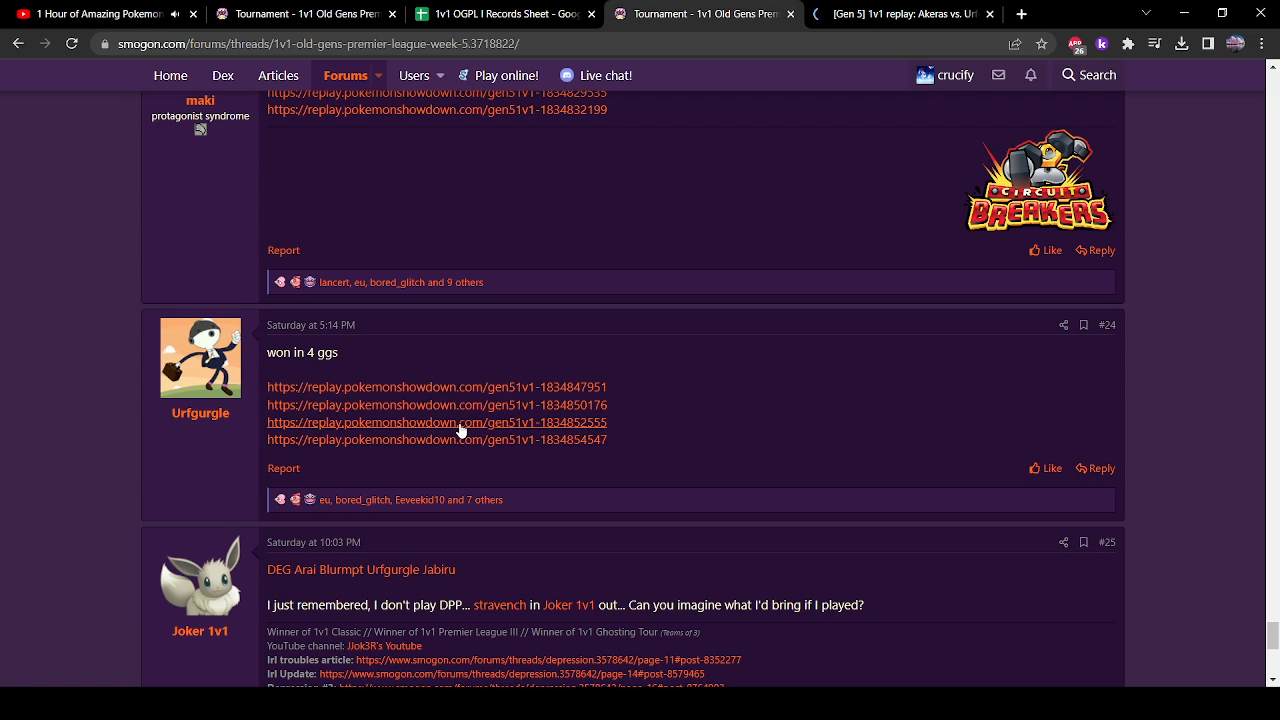 1 Hour of Amazing Pokemon
Tournament - 1v1 Old Gens Prem
1v1 OGPL I Records Sheet - Goog
Tournament - 1v1 Old Gens Prem
[Gen 5] 1v1 replay: Akeras vs. Urf
smogon.com/forums/threads/1v1-old-gens-premier-league-week-5.3718822/
26
Home Dex Articles Forums Users Play online! Live chat! crucify Search
https://replay.pokemonshowdown.com/gen51v1-1834829535
maki
https://replay.pokemonshowdown.com/gen51v1-1834832199
protagonist syndrome
CIRCUIT
BREAKERS
Report Like Reply
lancert, eu, bored_glitch and 9 others
Saturday at 5:14 PM #24
won in 4 ggs
https://replay.pokemonshowdown.com/gen51v1-1834847951
https://replay.pokemonshowdown.com/gen51v1-1834850176
Urfgurgle
https://replay.pokemonshowdown.com/gen51v1-1834852555
https://replay.pokemonshowdown.com/gen51v1-1834854547
Report Like Reply
eu, bored_glitch, Eeveekid10 and 7 others
Saturday at 10:03 PM #25
DEG Arai Blurmpt Urfgurgle Jabiru
I just remembered, I don't play DPP... stravench in Joker 1v1 out... Can you imagine what I'd bring if I played?
Joker 1v1
Winner of 1v1 Classic // Winner of 1v1 Premier League III // Winner of 1v1 Ghosting Tour (Teams of 3)
YouTube channel: JJok3R's Youtube
Irl troubles article: https://www.smogon.com/forums/threads/depression.3578642/page-11#post-8352277
Irl Update: https://www.smogon.com/forums/threads/depression.3578642/page-14#post-8579465